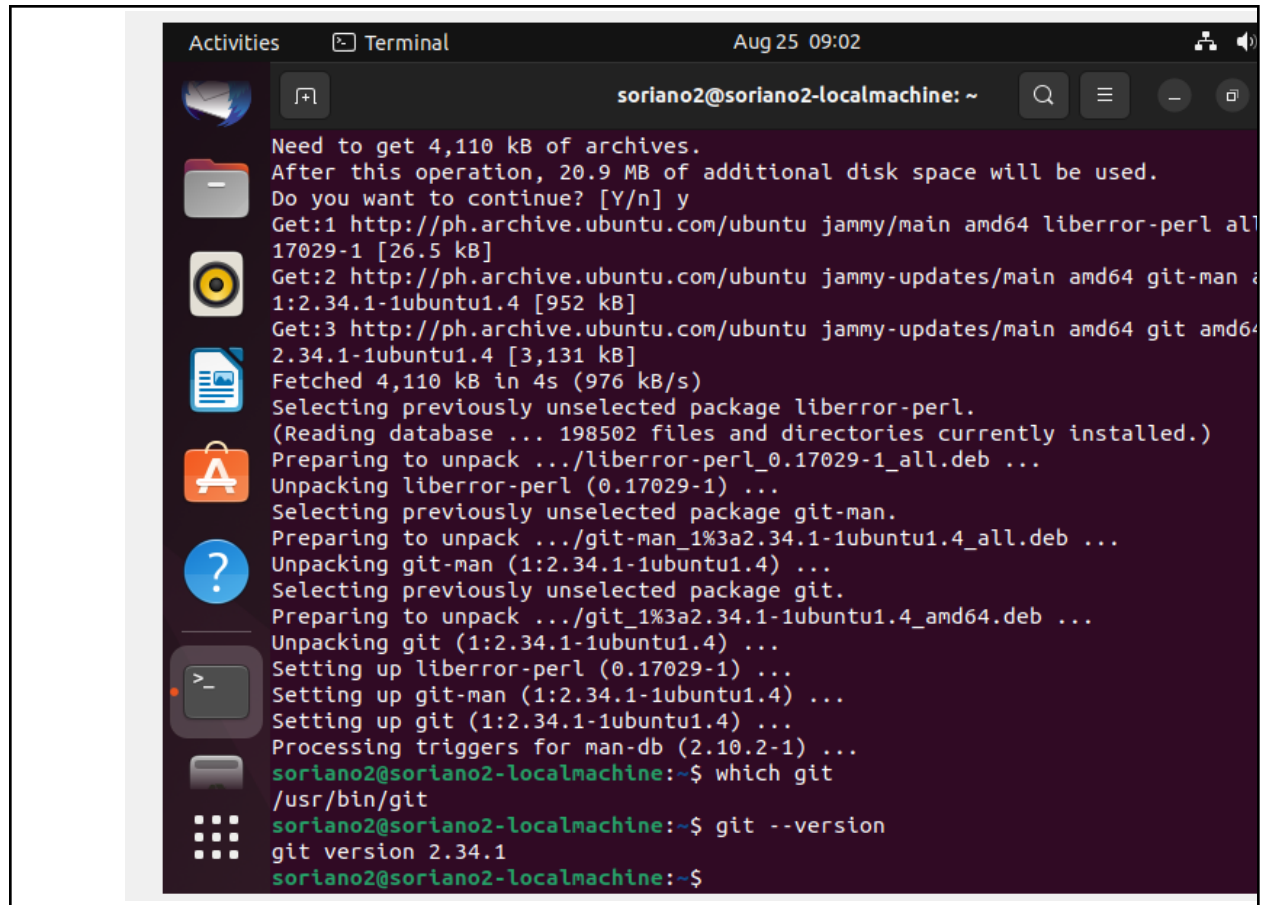 Activities Terminal Aug 25 09:02
soriano2@soriano2-localmachine: ~
Need to get 4,110 kB of archives.
After this operation, 20.9 MB of additional disk space will be used.
Do you want to continue? [Y/n] y
Get:1 http://ph.archive.ubuntu.com/ubuntu jammy/main amd64 liberror-perl all
17029-1 [26.5 kB]
Get:2 http://ph.archive.ubuntu.com/ubuntu jammy-updates/main amd64 git-man
1:2.34.1-1ubuntu1.4 [952 kB]
Get:3 http://ph.archive.ubuntu.com/ubuntu jammy-updates/main amd64 git amd64
2.34.1-1ubuntu1.4 [3,131 kB]
Fetched 4,110 kB in 4s (976 kB/s)
Selecting previously unselected package liberror-perl.
(Reading database ... 198502 files and directories currently installed.)
Preparing to unpack .../liberror-perl_0.17029-1_all.deb ...
Unpacking liberror-perl (0.17029-1) ...
Selecting previously unselected package git-man.
Preparing to unpack .../git-man_1%3a2.34.1-1ubuntu1.4_all.deb ...
Unpacking git-man (1:2.34.1-1ubuntu1.4) ...
Selecting previously unselected package git.
Preparing to unpack .../git_1%3a2.34.1-1ubuntu1.4_amd64.deb ...
Unpacking git (1:2.34.1-1ubuntu1.4) ...
Setting up liberror-perl (0.17029-1) ...
Setting up git-man (1:2.34.1-1ubuntu1.4) ...
Setting up git (1:2.34.1-1ubuntu1.4) ...
Processing triggers for man-db (2.10.2-1) ...
soriano2@soriano2-localmachine:~$ which git
/usr/bin/git
soriano2@soriano2-localmachine:~$ git --version
git version 2.34.1
soriano2@soriano2-localmachine:~$